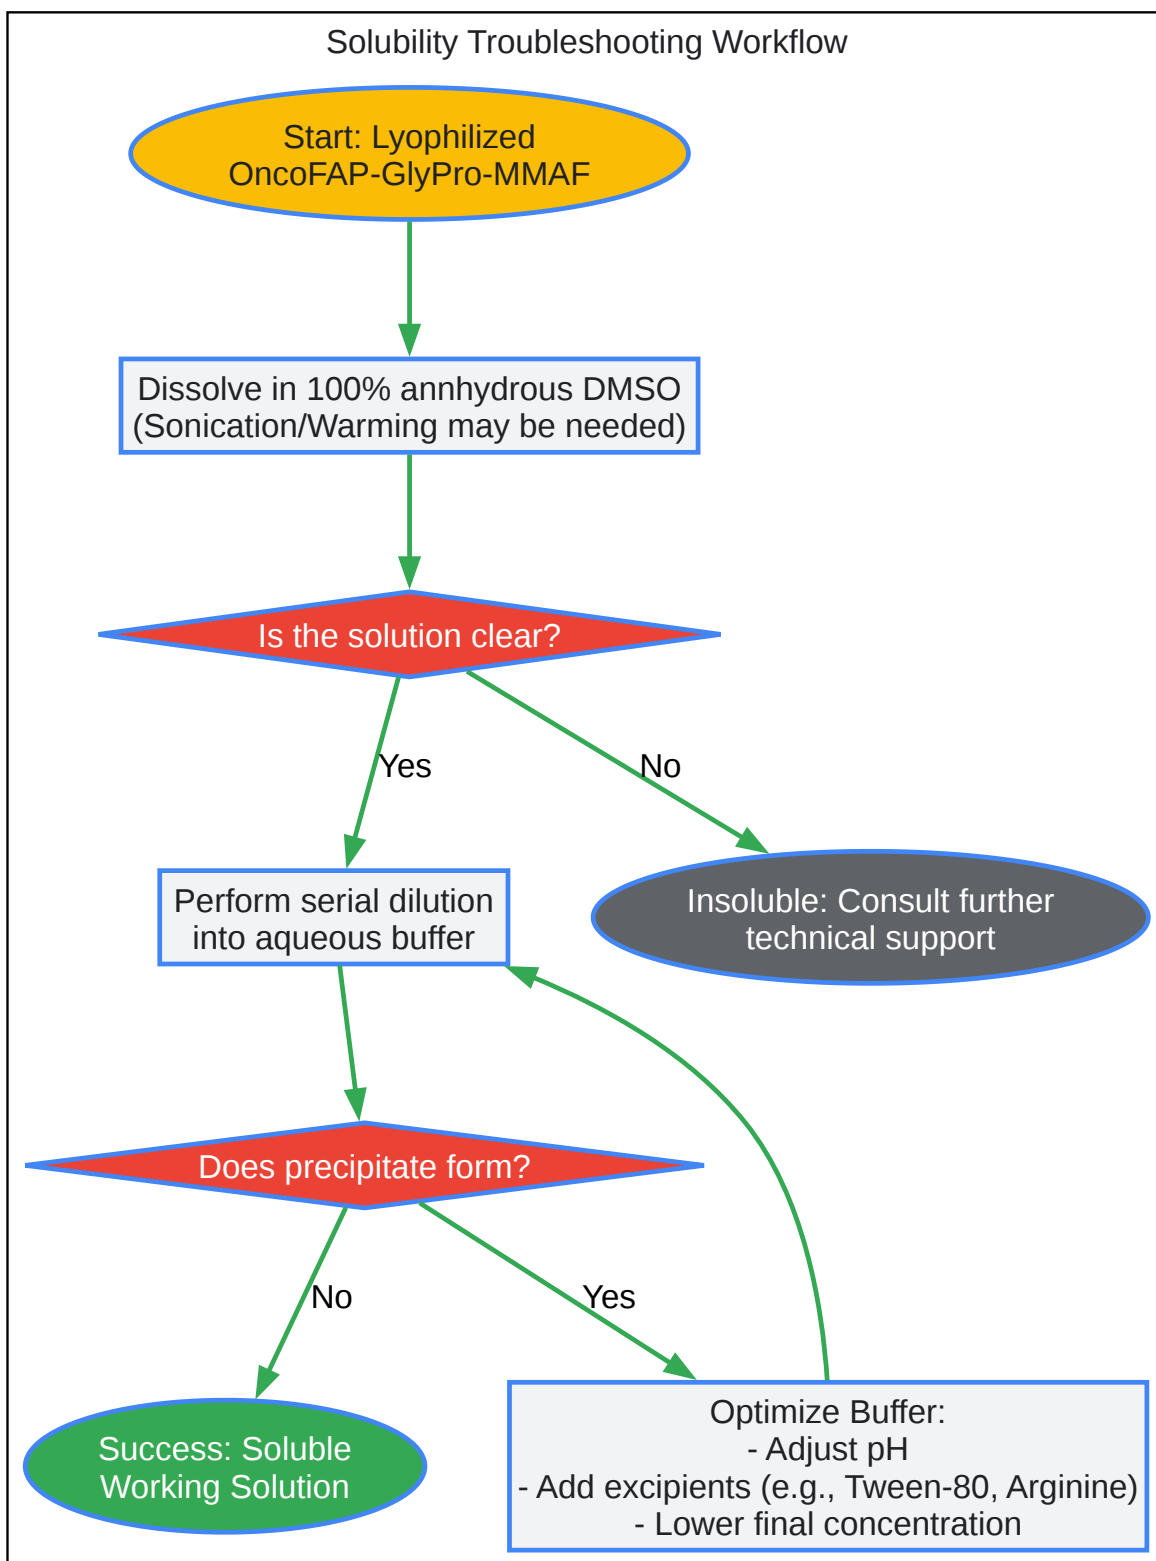 Solubility Troubleshooting Workflow
Start: Lyophilized
OncoFAP-GlyPro-MMAF
Dissolve in 100% annhydrous DMSO
(Sonication/Warming may be needed)
Is the solution clear?
Yes
No
Perform serial dilution
into aqueous buffer
Insoluble: Consult further
technical support
Does precipitate form?
No
Yes
Success: Soluble
Working Solution
Optimize Buffer:
- Adjust pH
- Add excipients (e.g., Tween-80, Arginine)
- Lower final concentration